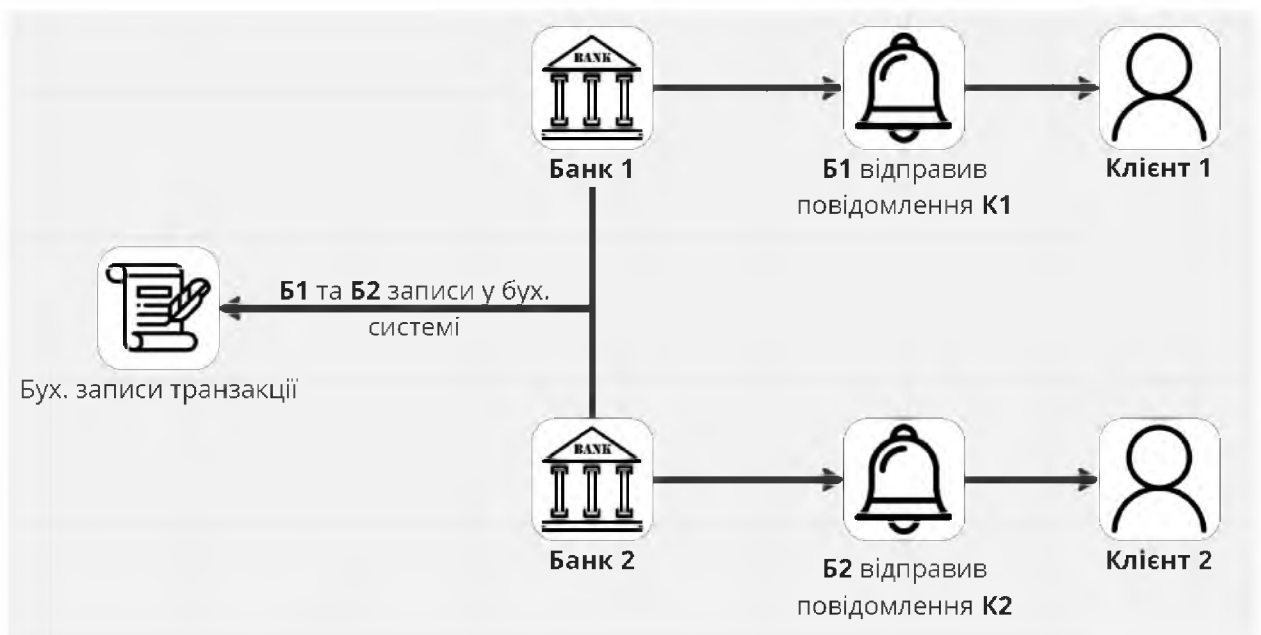 BANK
Банк 1
Б1 відправив
повідомлення К1
Клієнт 1
Б1 та Б2 записи у бух.
системі
Бух. записи транзакції
BANK
Банк 2
Б2 відправив
повідомлення К2
Клієнт 2